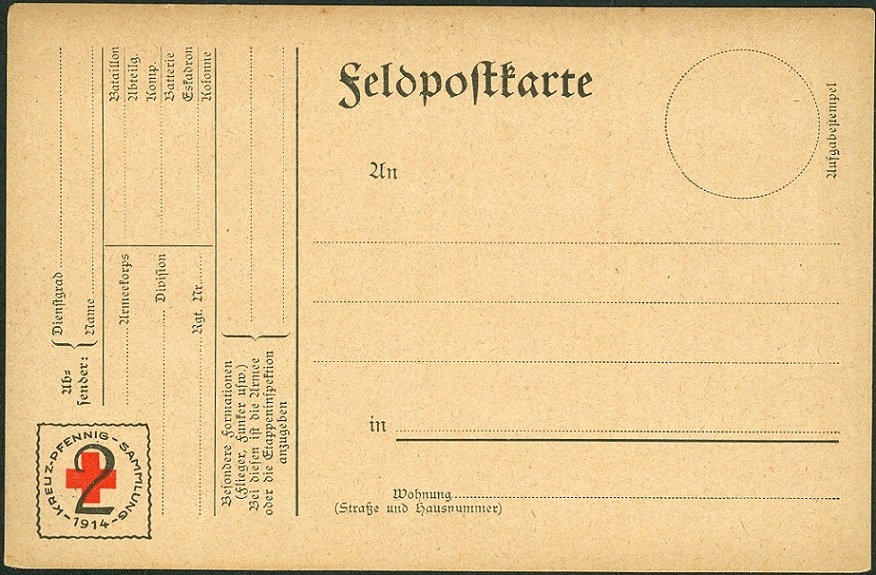 Feldpostkarte
Aufgabestempel
An
in
Wohnung
(Straße und Hausnummer)
Ab-
sender:
Dienstgrad
Name
Armeekorps
Division
Rgt. Nr.
Bataillon
Abteilg.
Komp.
Batterie
Eskadron
Kolonne
Besondere Formationen
(Flieger, Funker usw.)
Bei diesen ist die Armee
oder die Etappeninspektion
anzugeben
KREUZ-PFENNIG-SAMMLUNG
2
-1914-